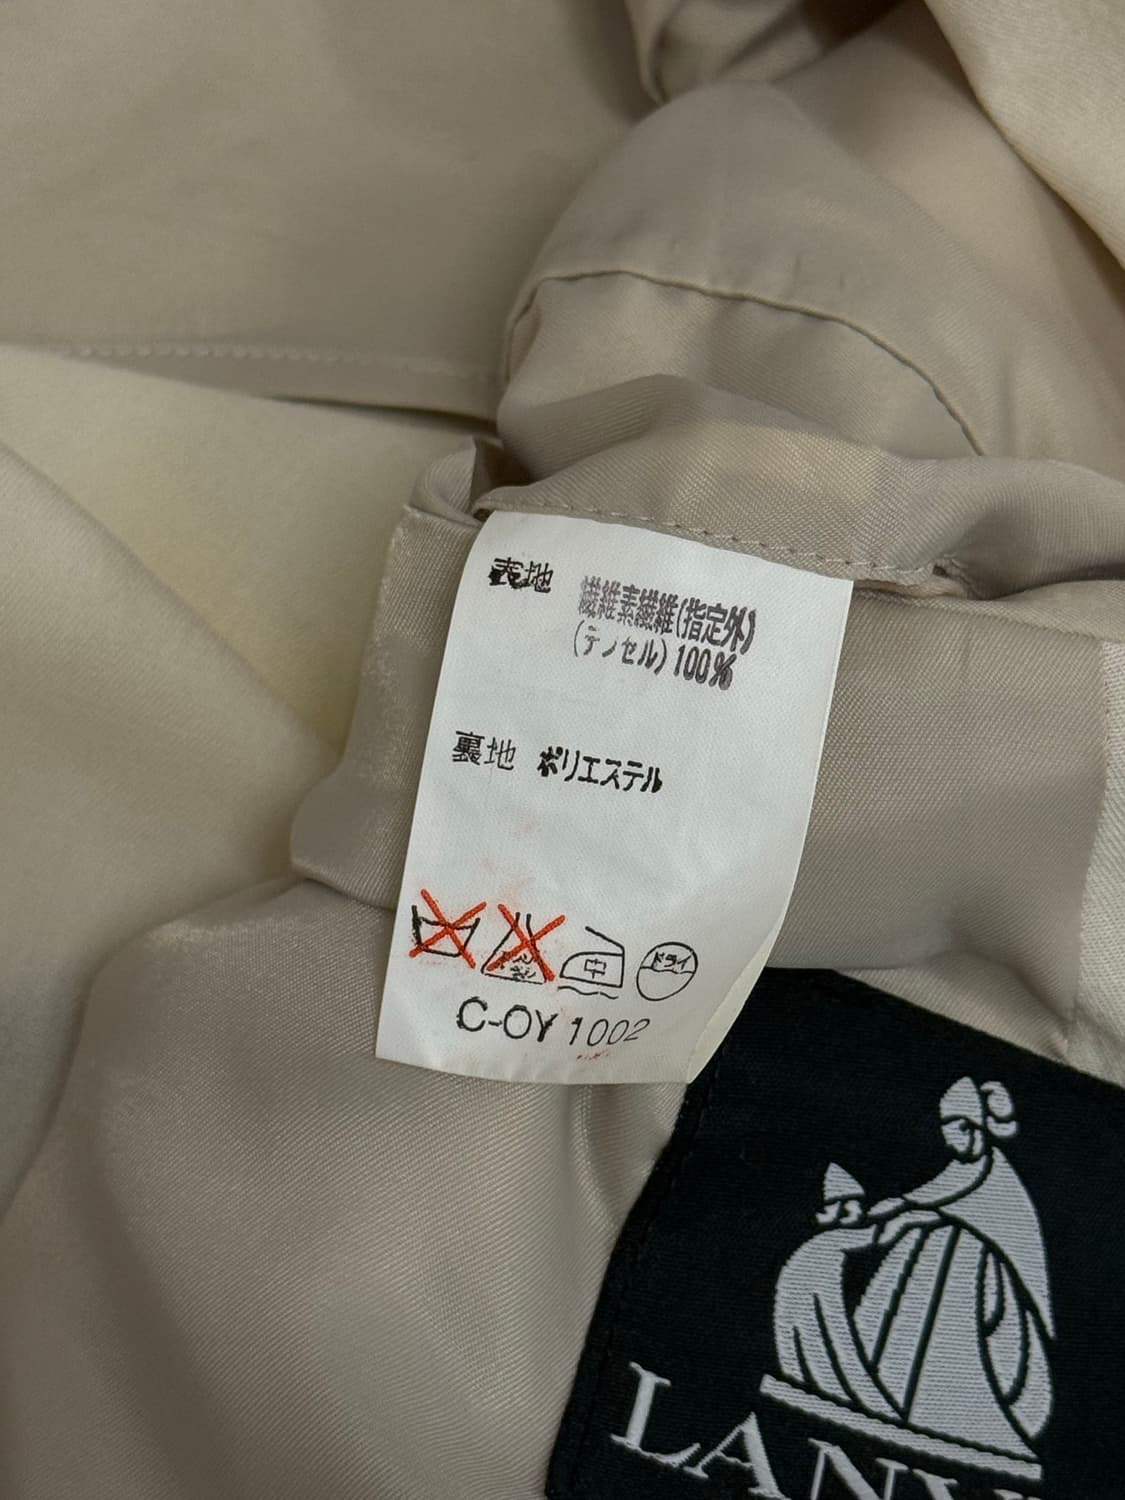 表地 繊維素繊維(指定外)
(テンセル) 100%
裏地 ポリエステル
中 ドライ
C-OY 1002
LANV